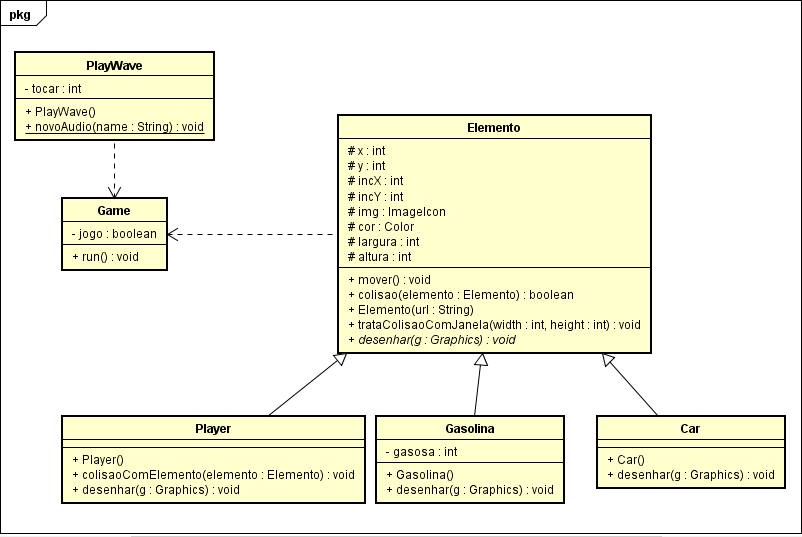 pkg
PlayWave
- tocar : int
+ PlayWave()
+ novoAudio(name : String) : void
Game
- jogo : boolean
+ run() : void
Elemento
# x : int
# y : int
# incX : int
# incY : int
# img : ImageIcon
# cor : Color
# largura : int
# altura : int
+ mover() : void
+ colisao(elemento : Elemento) : boolean
+ Elemento(url : String)
+ trataColisaoComJanela(width : int, height : int) : void
+ desenhar(g : Graphics) : void
Player
+ Player()
+ colisaoComElemento(elemento : Elemento) : void
+ desenhar(g : Graphics) : void
Gasolina
- gasosa : int
+ Gasolina()
+ desenhar(g : Graphics) : void
Car
+ Car()
+ desenhar(g : Graphics) : void